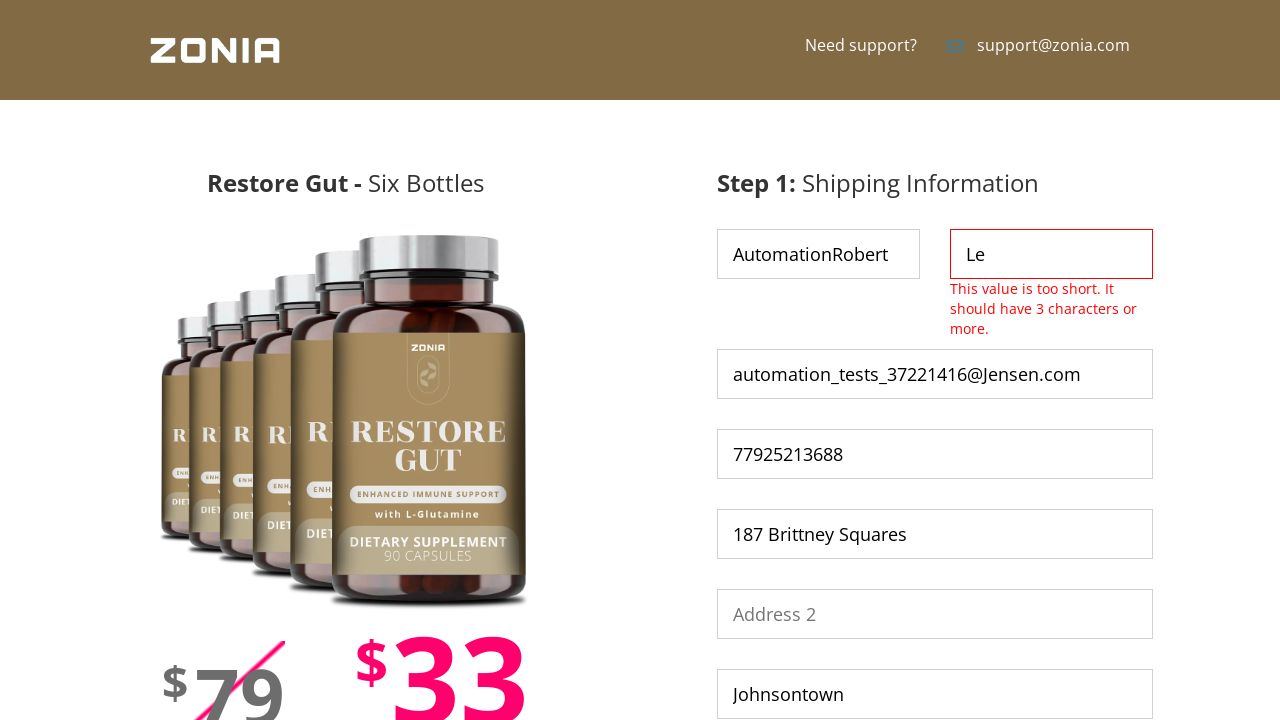 ZONIA
Need support?
support@zonia.com
Restore Gut - Six Bottles
ZONIA
RESTORE
GUT
ENHANCED IMMUNE SUPPORT
with L-Glutamine
DIETARY SUPPLEMENT
90 CAPSULES
$79
$33
Step 1: Shipping Information
AutomationRobert
Le
This value is too short. It
should have 3 characters or
more.
automation_tests_37221416@Jensen.com
77925213688
187 Brittney Squares
Address 2
Johnsontown